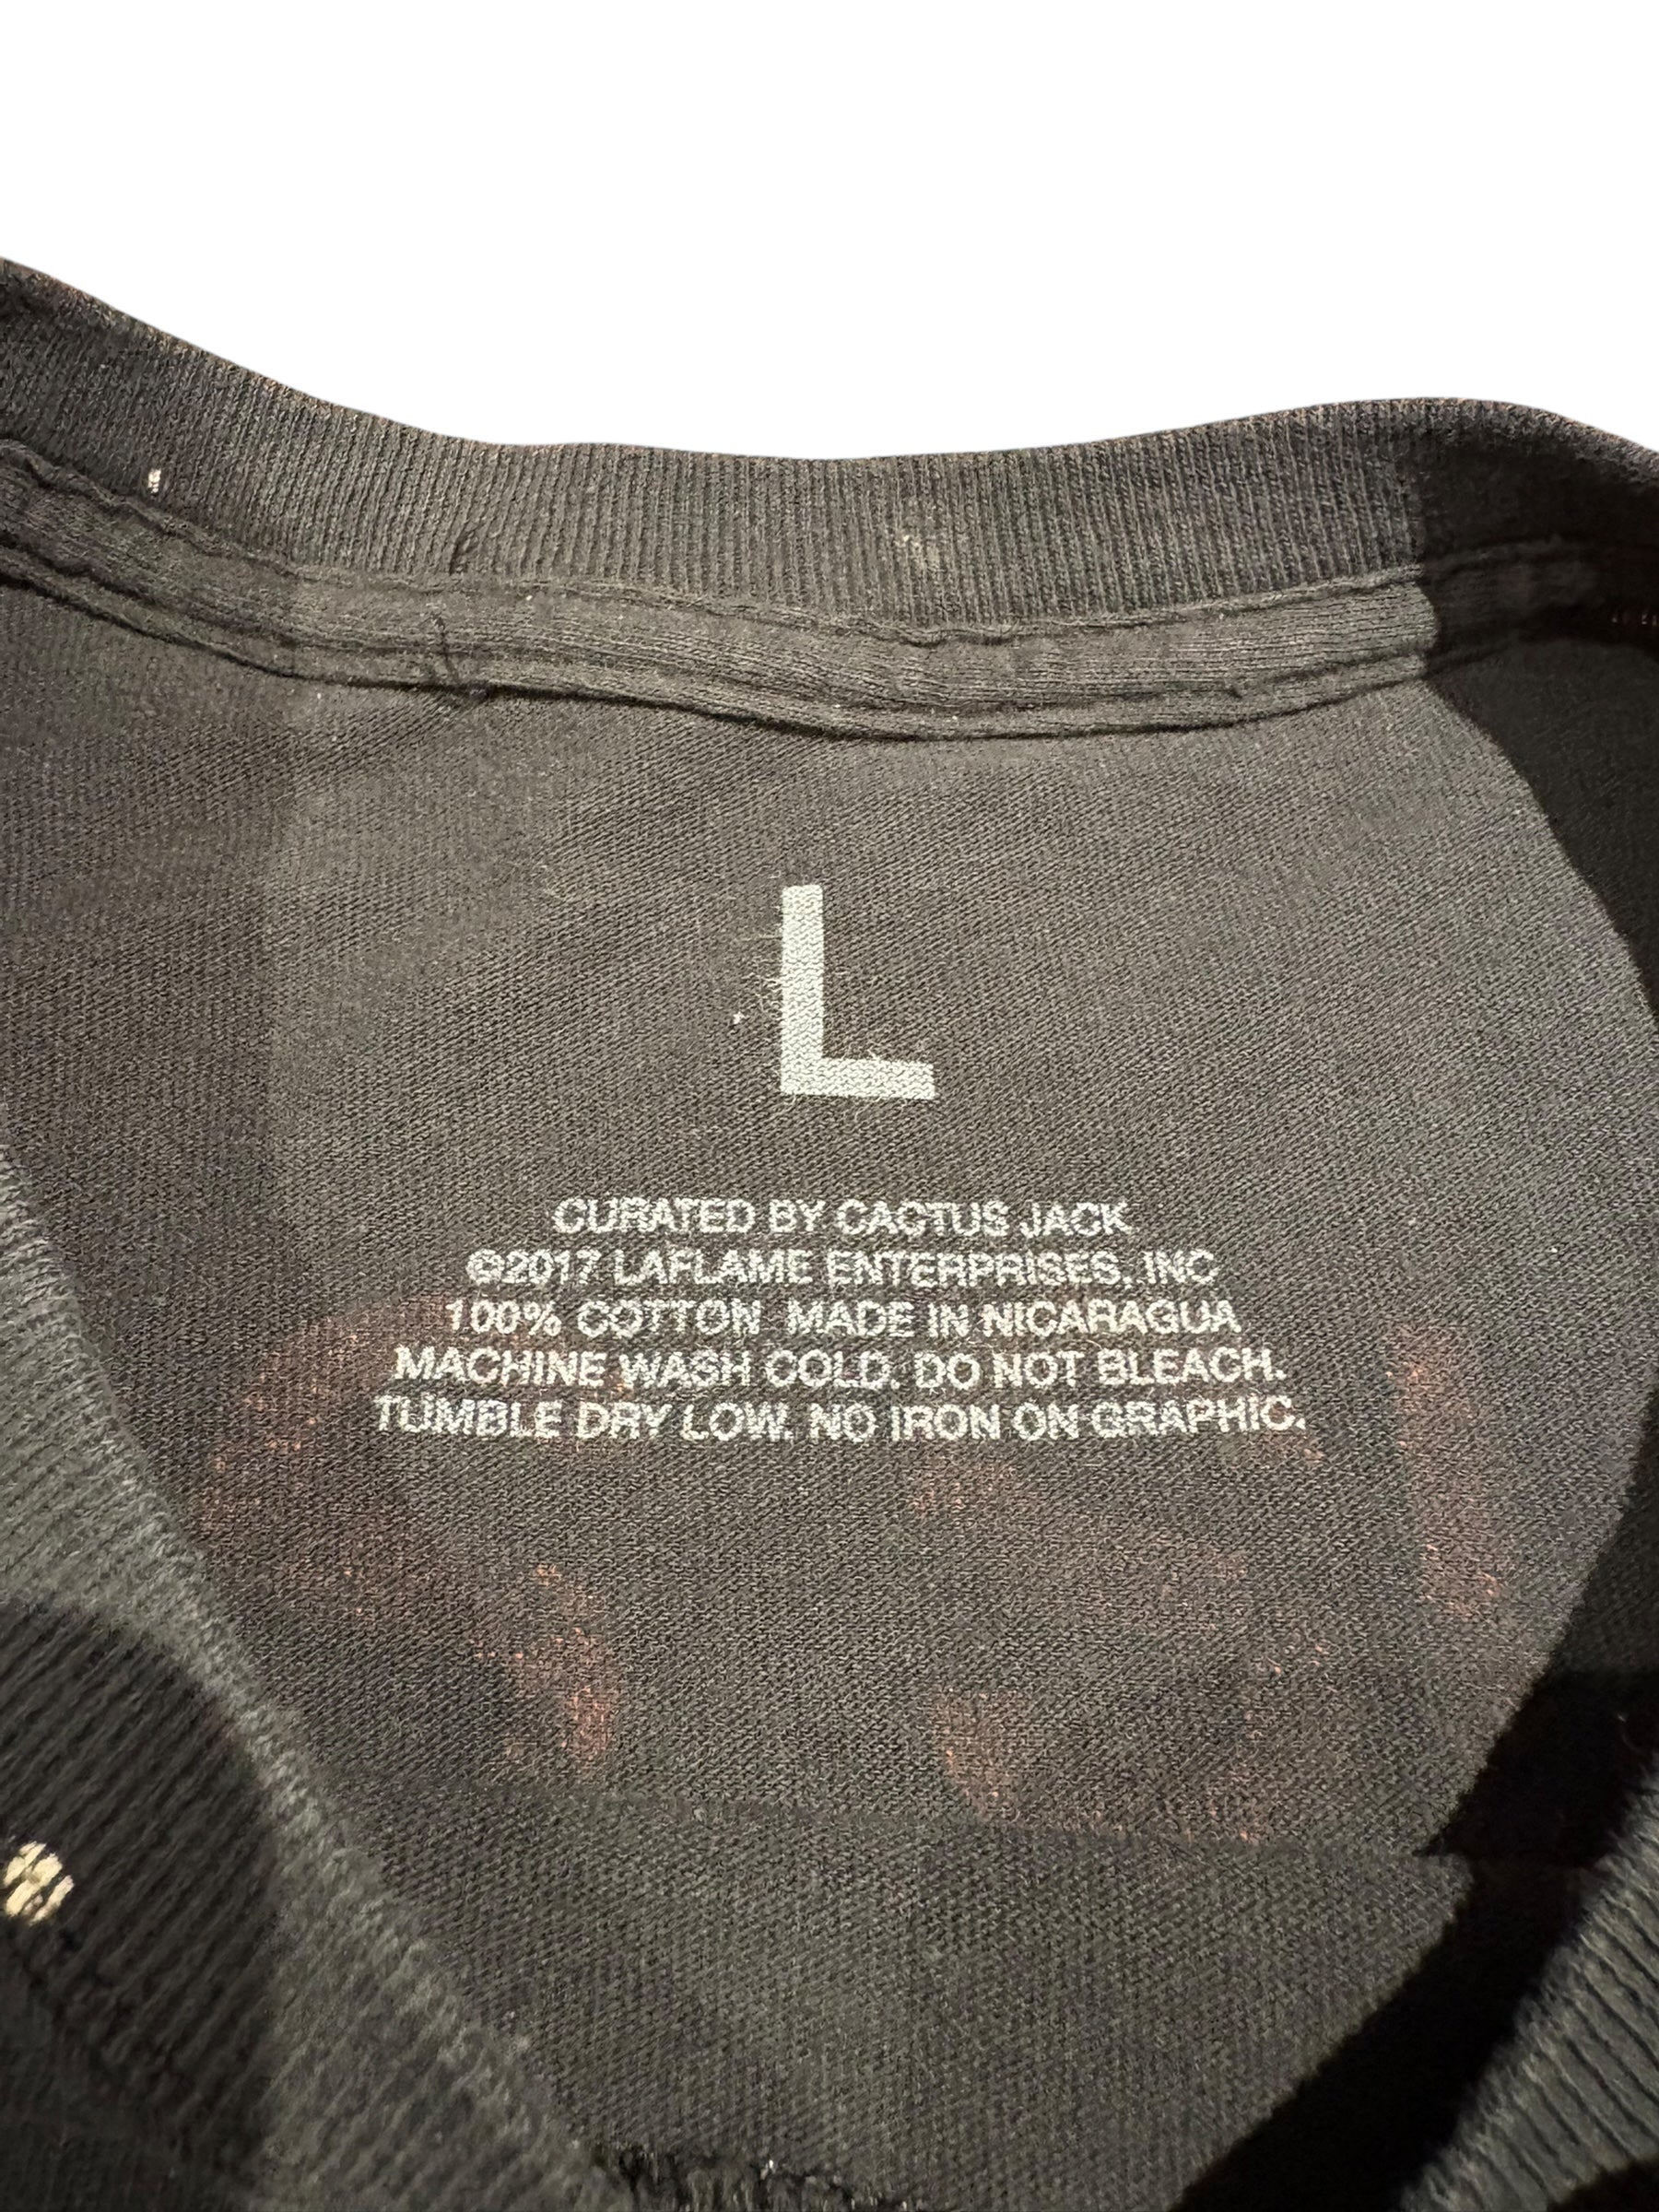 L
CURATED BY CACTUS JACK
©2017 LAFLAME ENTERPRISES, INC
100% COTTON MADE IN NICARAGUA
MACHINE WASH COLD. DO NOT BLEACH.
TUMBLE DRY LOW. NO IRON ON GRAPHIC.